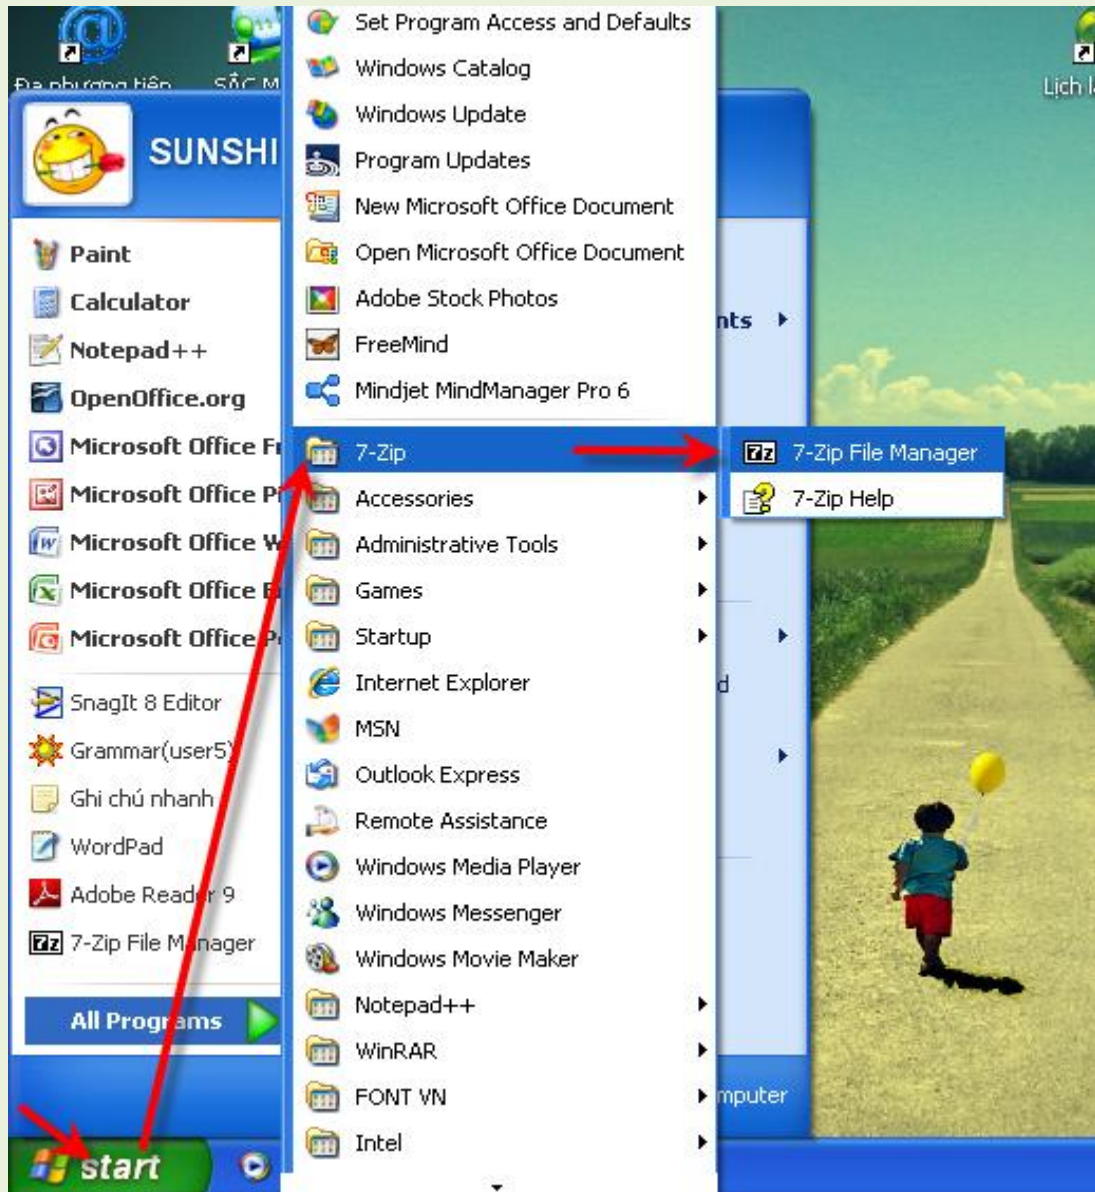 Set Program Access and Defaults
Windows Catalog
Windows Update
Program Updates
New Microsoft Office Document
Open Microsoft Office Document
Adobe Stock Photos
FreeMind
Mindjet MindManager Pro 6
7-Zip
Accessories
Administrative Tools
Games
Startup
Internet Explorer
MSN
Outlook Express
Remote Assistance
Windows Media Player
Windows Messenger
Windows Movie Maker
Notepad++
WinRAR
FONT VN
Intel
7-Zip File Manager
7-Zip Help
Đa phương tiện
SẮC M
Lịch l
SUNSHI
Paint
Calculator
Notepad++
OpenOffice.org
Microsoft Office Fr
Microsoft Office Pi
Microsoft Office W
Microsoft Office E
Microsoft Office P
SnagIt 8 Editor
Grammar(user5)
Ghi chú nhanh
WordPad
Adobe Reader 9
7-Zip File Manager
All Programs
nts
d
mputer
start